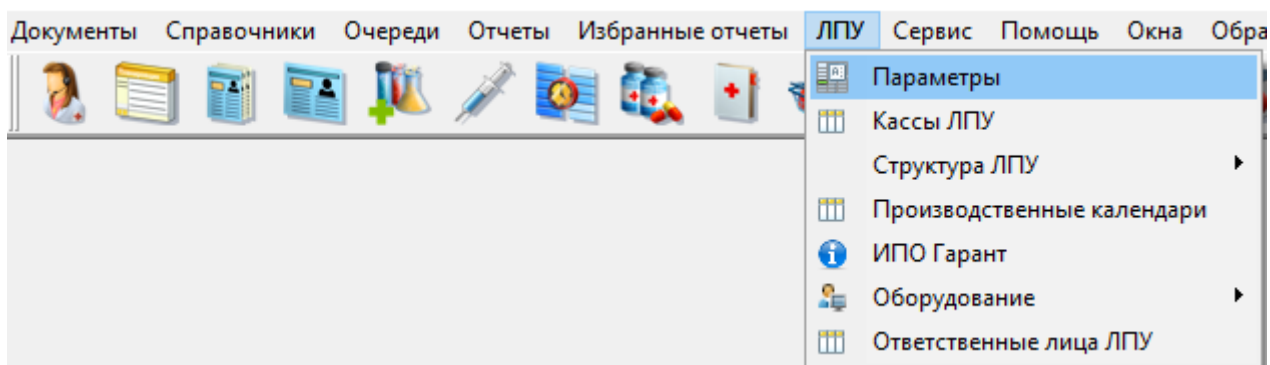 Документы Справочники Очереди Отчеты Избранные отчеты ЛПУ Сервис Помощь Окна Обра
Параметры
Кассы ЛПУ
Структура ЛПУ
Производственные календари
ИПО Гарант
Оборудование
Ответственные лица ЛПУ